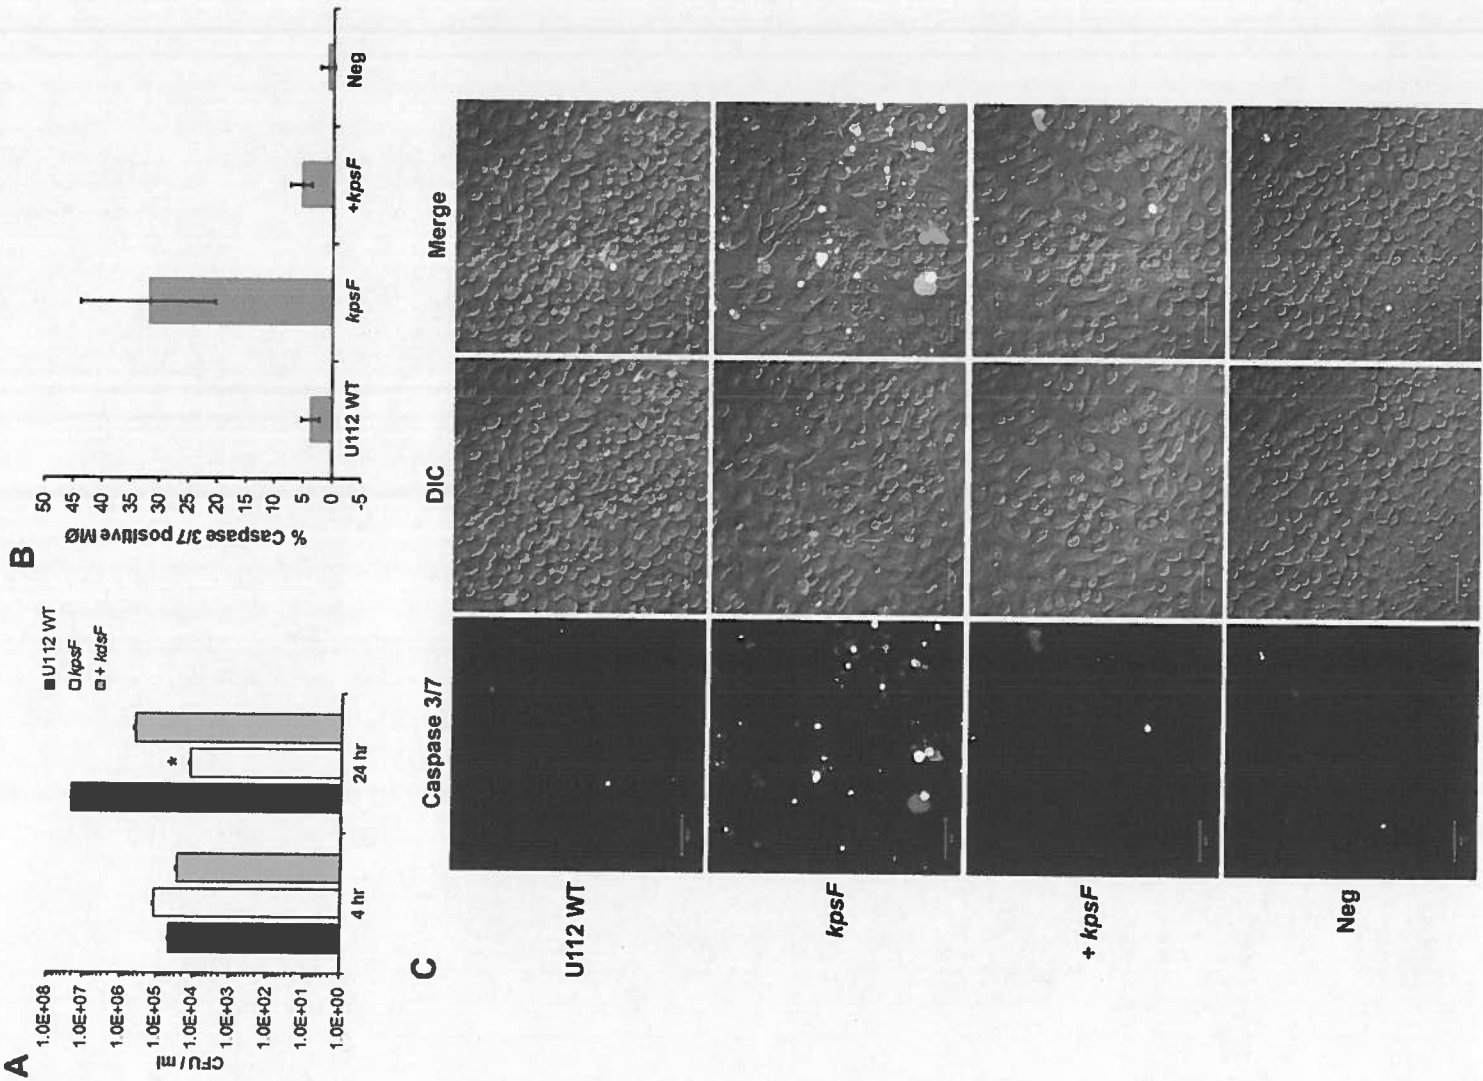 A
CFU / ml
1.0E+08
1.0E+07
1.0E+06
1.0E+05
1.0E+04
1.0E+03
1.0E+02
1.0E+01
1.0E+00
4 hr
24 hr
*
U112 WT
kpsF
+ kdsF
B
% Caspase 3/7 positive MØ
50
45
40
35
30
25
20
15
10
5
0
-5
U112 WT
kpsF
+kpsF
Neg
C
Caspase 3/7
DIC
Merge
U112 WT
kpsF
+ kpsF
Neg